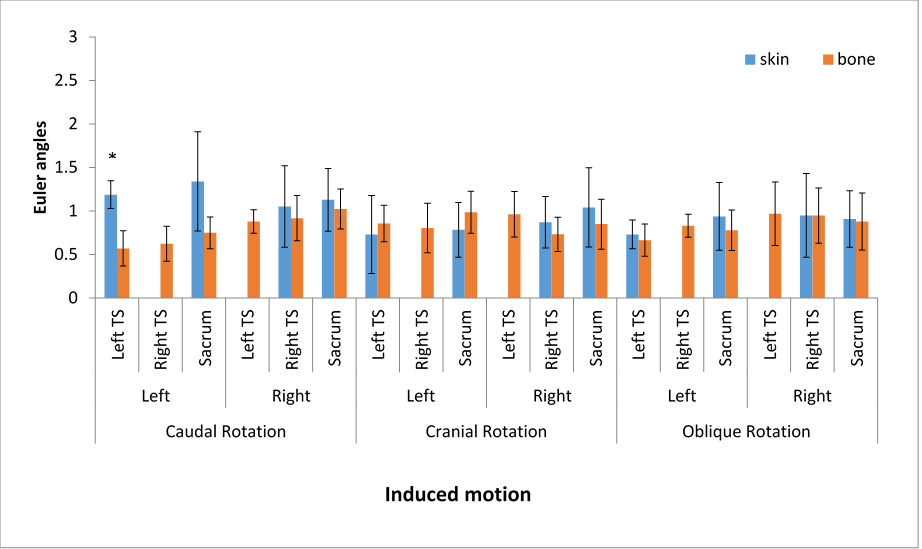 3
2.5
2
1.5
1
0.5
0
Euler angles
skin bone
*
Left TS Right TS Sacrum Left TS Right TS Sacrum Left TS Right TS Sacrum Left TS Right TS Sacrum Left TS Right TS Sacrum Left TS Right TS Sacrum
Left Right Left Right Left Right
Caudal Rotation Cranial Rotation Oblique Rotation
Induced motion